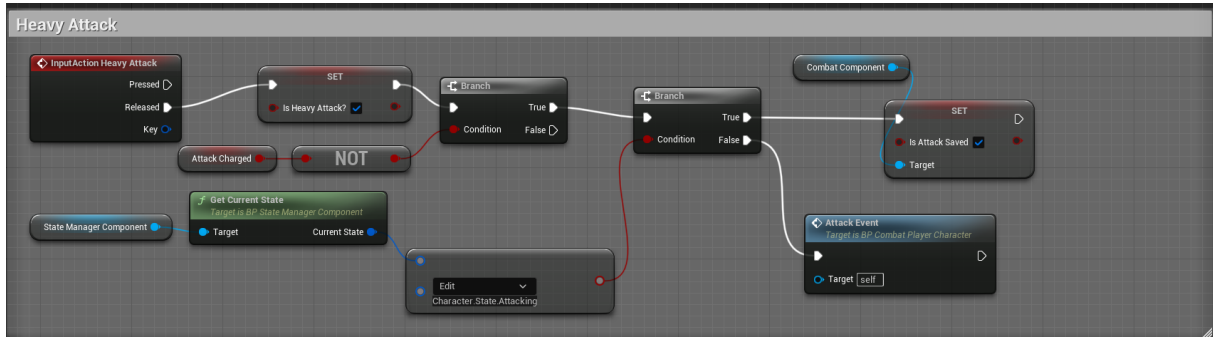 Heavy Attack
InputAction Heavy Attack
Pressed
Released
Key
SET
Is Heavy Attack?
Attack Charged
NOT
Branch
True
Condition
False
Branch
True
Condition
False
Combat Component
SET
Is Attack Saved
Target
State Manager Component
Get Current State
Target is BP State Manager Component
Target
Current State
Edit
Character.State.Attacking
Attack Event
Target is BP Combat Player Character
Target self